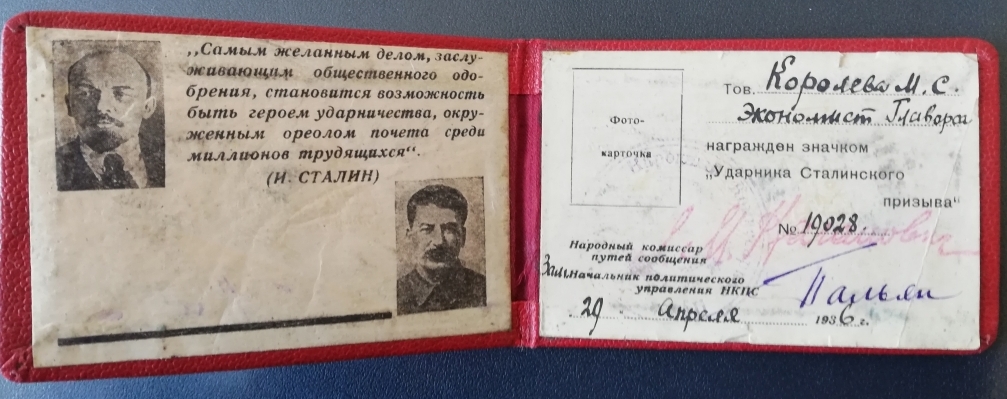 „Самым желанным делом, заслу-
живающим общественного одо-
брения, становится возможность
быть героем ударничества, окру-
женным ореолом почета среди
миллионов трудящихся“.
(И. СТАЛИН)
Фото-
карточка
Тов. Королева М. С.
Экономист
награжден значком
„Ударника Сталинского
призыва“
№ 19028.
Народный комиссар
путей сообщения
Зам. начальник политического
управления НКПС
29 Апреля 1936 г.